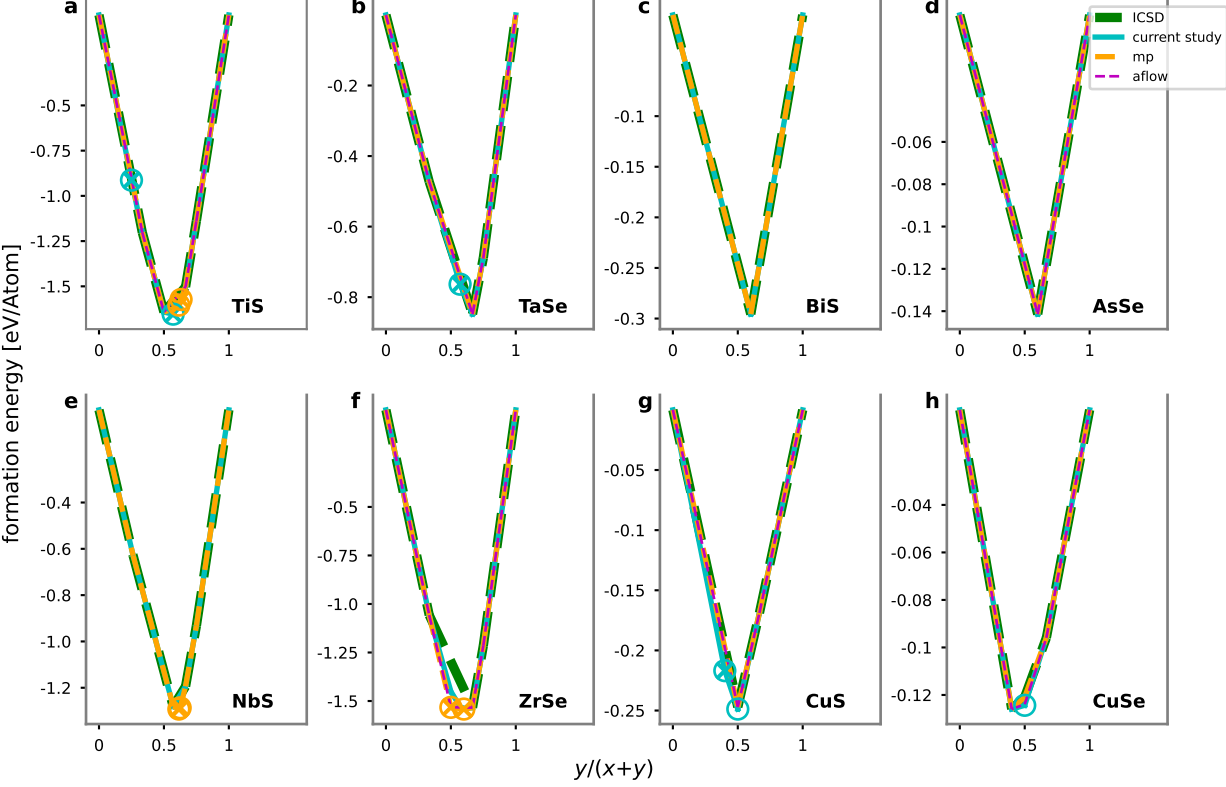 a
b
c
d
ICSD
current study
mp
aflow
-0.5
-0.75
-1.0
-1.25
-1.5
TiS
0
0.5
1
-0.2
-0.4
-0.6
-0.8
TaSe
0
0.5
1
-0.1
-0.15
-0.2
-0.25
-0.3
BiS
0
0.5
1
-0.06
-0.08
-0.1
-0.12
-0.14
AsSe
0
0.5
1
formation energy [eV/Atom]
e
f
g
h
-0.4
-0.6
-0.8
-1.0
-1.2
NbS
0
0.5
1
-0.5
-0.75
-1.0
-1.25
-1.5
ZrSe
0
0.5
1
-0.05
-0.1
-0.15
-0.2
-0.25
CuS
0
0.5
1
-0.04
-0.06
-0.08
-0.1
-0.12
CuSe
0
0.5
1
y/(x+y)